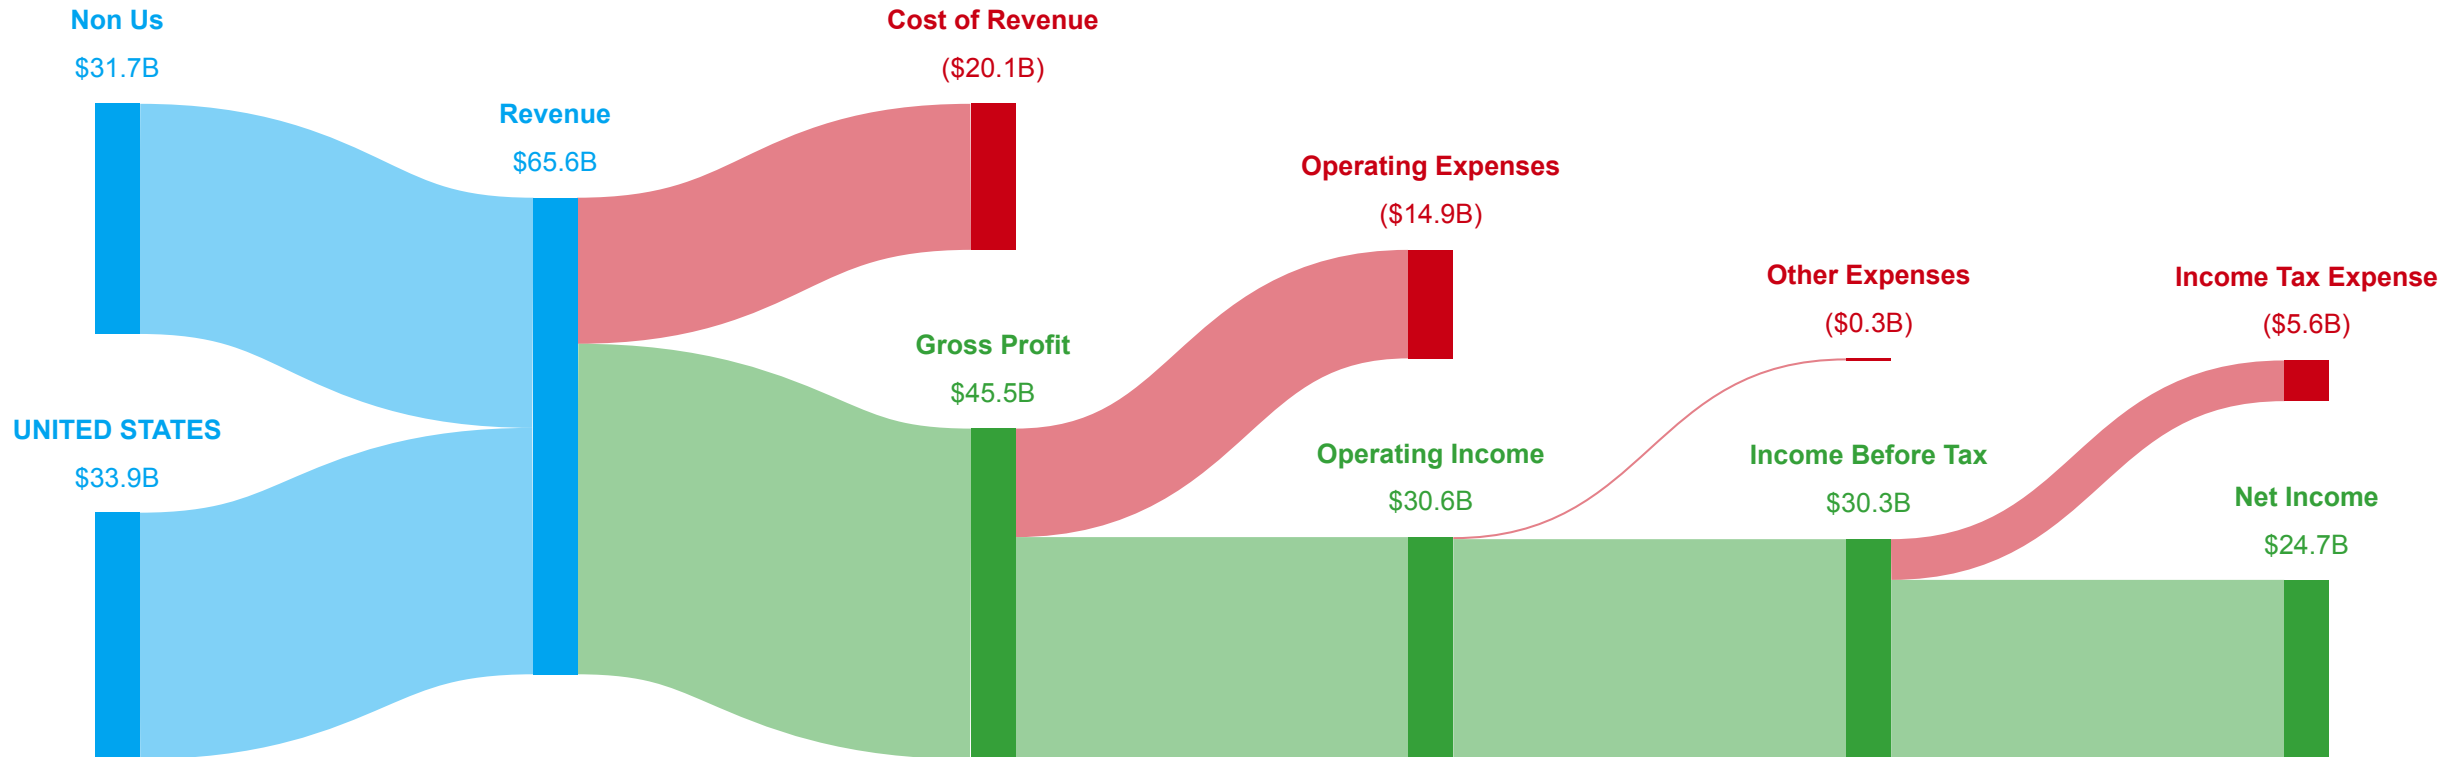 Non Us
$31.7B
UNITED STATES
$33.9B
Revenue
$65.6B
Cost of Revenue
($20.1B)
Gross Profit
$45.5B
Operating Expenses
($14.9B)
Operating Income
$30.6B
Other Expenses
($0.3B)
Income Before Tax
$30.3B
Income Tax Expense
($5.6B)
Net Income
$24.7B